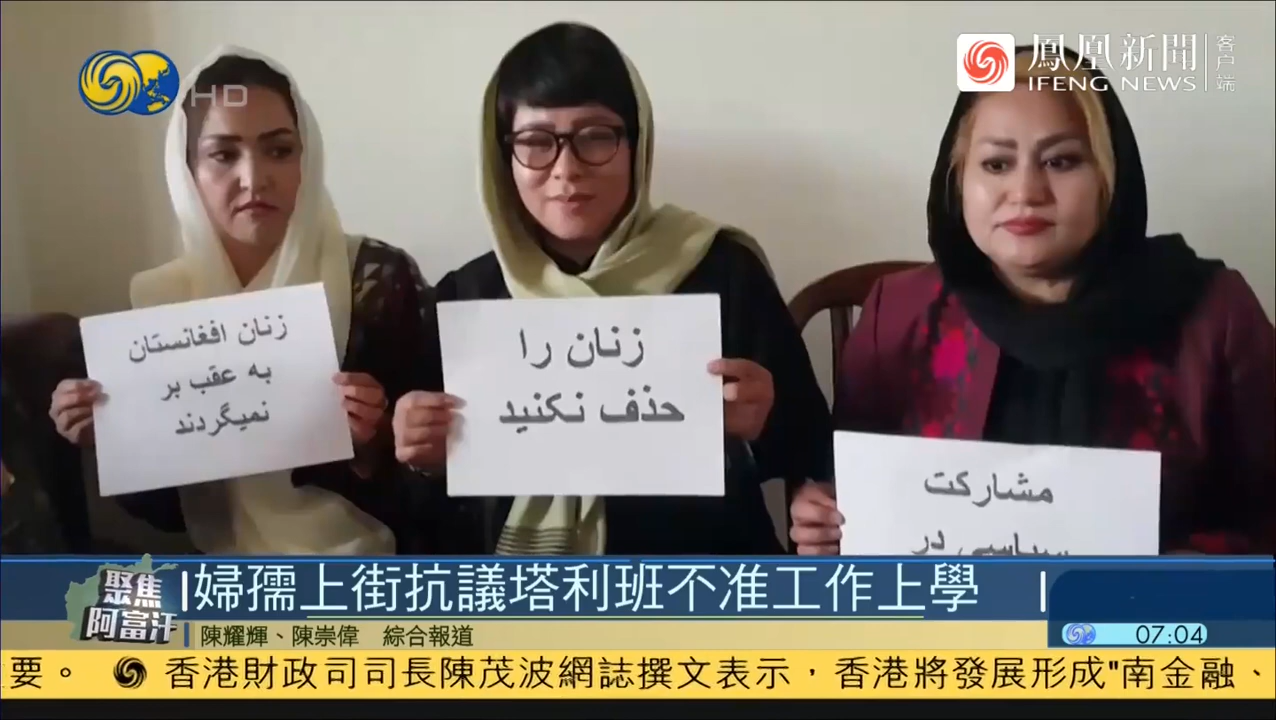 HD
鳳凰新聞
IFENG NEWS
客户端
زنان افغانستان
به عقب بر
نمیگردند
زنان را
حذف نکنید
مشارکت
سیاسی در
聚焦
阿富汗
婦孺上街抗議塔利班不准工作上學
陳耀輝、陳崇偉 綜合報道
07:04
要。 香港財政司司長陳茂波網誌撰文表示，香港將發展形成"南金融、